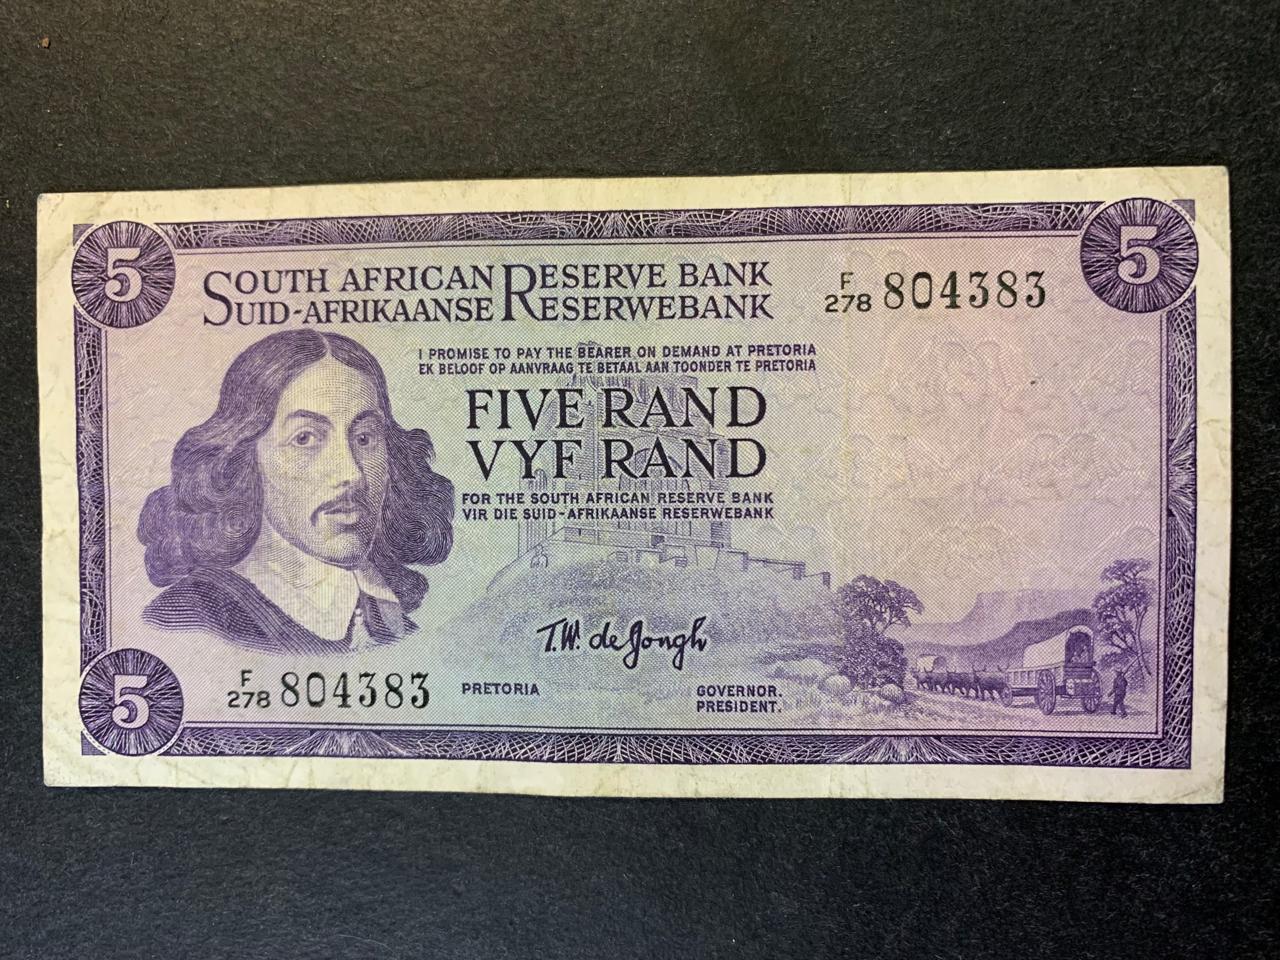 5
5
SOUTH AFRICAN RESERVE BANK
SUID-AFRIKAANSE RESERWEBANK
F/278 804383
I PROMISE TO PAY THE BEARER ON DEMAND AT PRETORIA
EK BELOOF OP AANVRAAG TE BETAAL AAN TOONDER TE PRETORIA
FIVE RAND
VYF RAND
FOR THE SOUTH AFRICAN RESERVE BANK
VIR DIE SUID-AFRIKAANSE RESERWEBANK
T.W. de Jongh
F/278 804383
PRETORIA
GOVERNOR.
PRESIDENT.
5